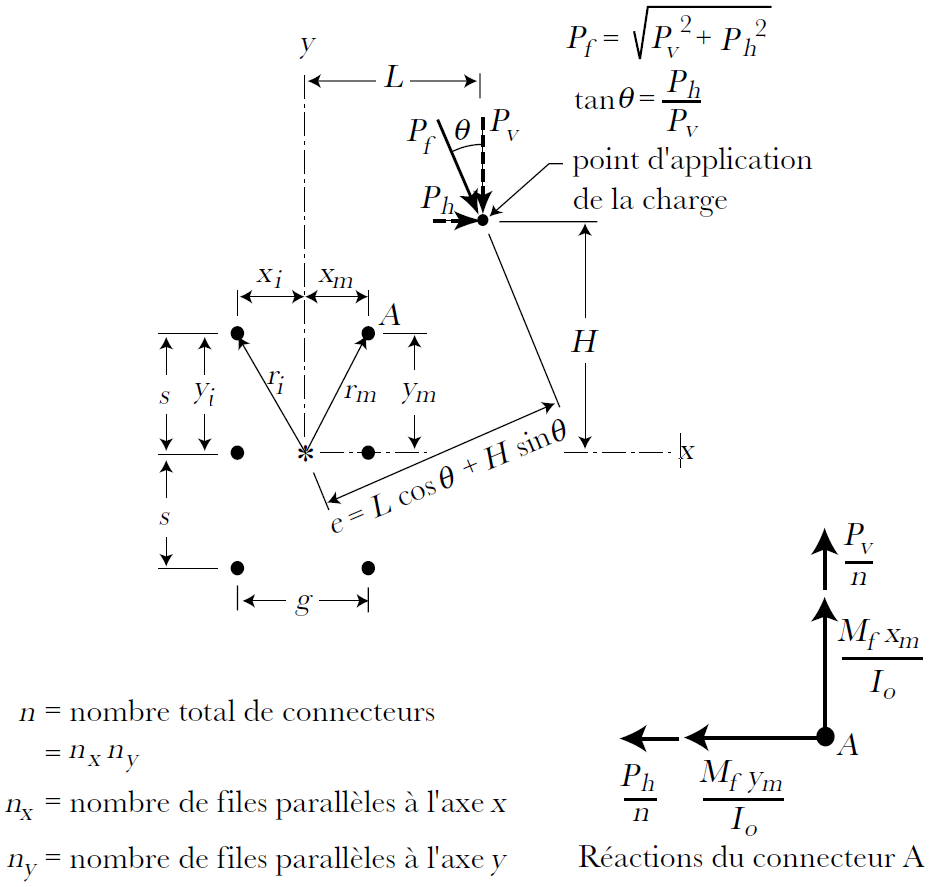 y
P_f = √(P_v² + P_h²)
L
tan θ = P_h / P_v
P_f θ P_v
point d'application
de la charge
P_h
x_i x_m
A
H
s y_i r_i r_m y_m
x
e = L cos θ + H sin θ
s
g
P_v / n
M_f x_m / I_o
A
P_h / n M_f y_m / I_o
n = nombre total de connecteurs
= n_x n_y
n_x = nombre de files parallèles à l'axe x
n_y = nombre de files parallèles à l'axe y
Réactions du connecteur A